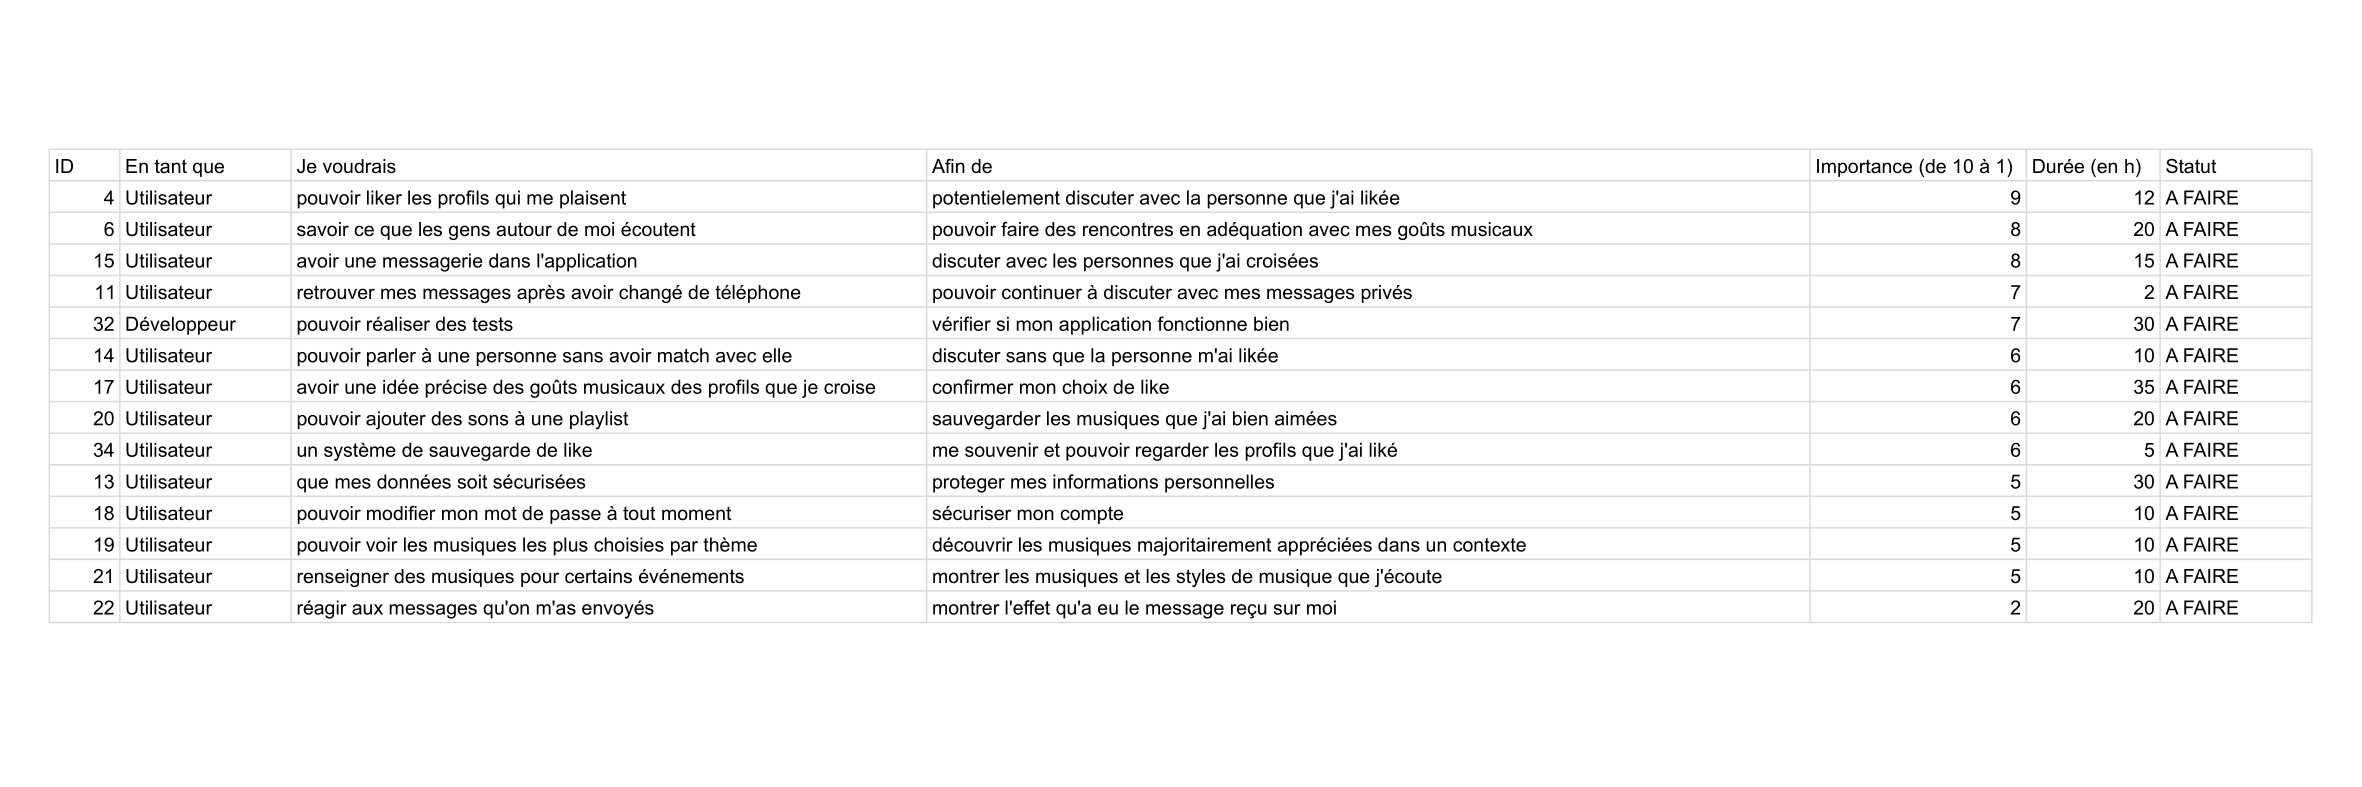 ID En tant que Je voudrais Afin de Importance (de 10 à 1) Durée (en h) Statut
4 Utilisateur pouvoir liker les profils qui me plaisent potentielement discuter avec la personne que j'ai likée 9 12 A FAIRE
6 Utilisateur savoir ce que les gens autour de moi écoutent pouvoir faire des rencontres en adéquation avec mes goûts musicaux 8 20 A FAIRE
15 Utilisateur avoir une messagerie dans l'application discuter avec les personnes que j'ai croisées 8 15 A FAIRE
11 Utilisateur retrouver mes messages après avoir changé de téléphone pouvoir continuer à discuter avec mes messages privés 7 2 A FAIRE
32 Développeur pouvoir réaliser des tests vérifier si mon application fonctionne bien 7 30 A FAIRE
14 Utilisateur pouvoir parler à une personne sans avoir match avec elle discuter sans que la personne m'ai likée 6 10 A FAIRE
17 Utilisateur avoir une idée précise des goûts musicaux des profils que je croise confirmer mon choix de like 6 35 A FAIRE
20 Utilisateur pouvoir ajouter des sons à une playlist sauvegarder les musiques que j'ai bien aimées 6 20 A FAIRE
34 Utilisateur un système de sauvegarde de like me souvenir et pouvoir regarder les profils que j'ai liké 6 5 A FAIRE
13 Utilisateur que mes données soit sécurisées proteger mes informations personnelles 5 30 A FAIRE
18 Utilisateur pouvoir modifier mon mot de passe à tout moment sécuriser mon compte 5 10 A FAIRE
19 Utilisateur pouvoir voir les musiques les plus choisies par thème découvrir les musiques majoritairement appréciées dans un contexte 5 10 A FAIRE
21 Utilisateur renseigner des musiques pour certains événements montrer les musiques et les styles de musique que j'écoute 5 10 A FAIRE
22 Utilisateur réagir aux messages qu'on m'as envoyés montrer l'effet qu'a eu le message reçu sur moi 2 20 A FAIRE